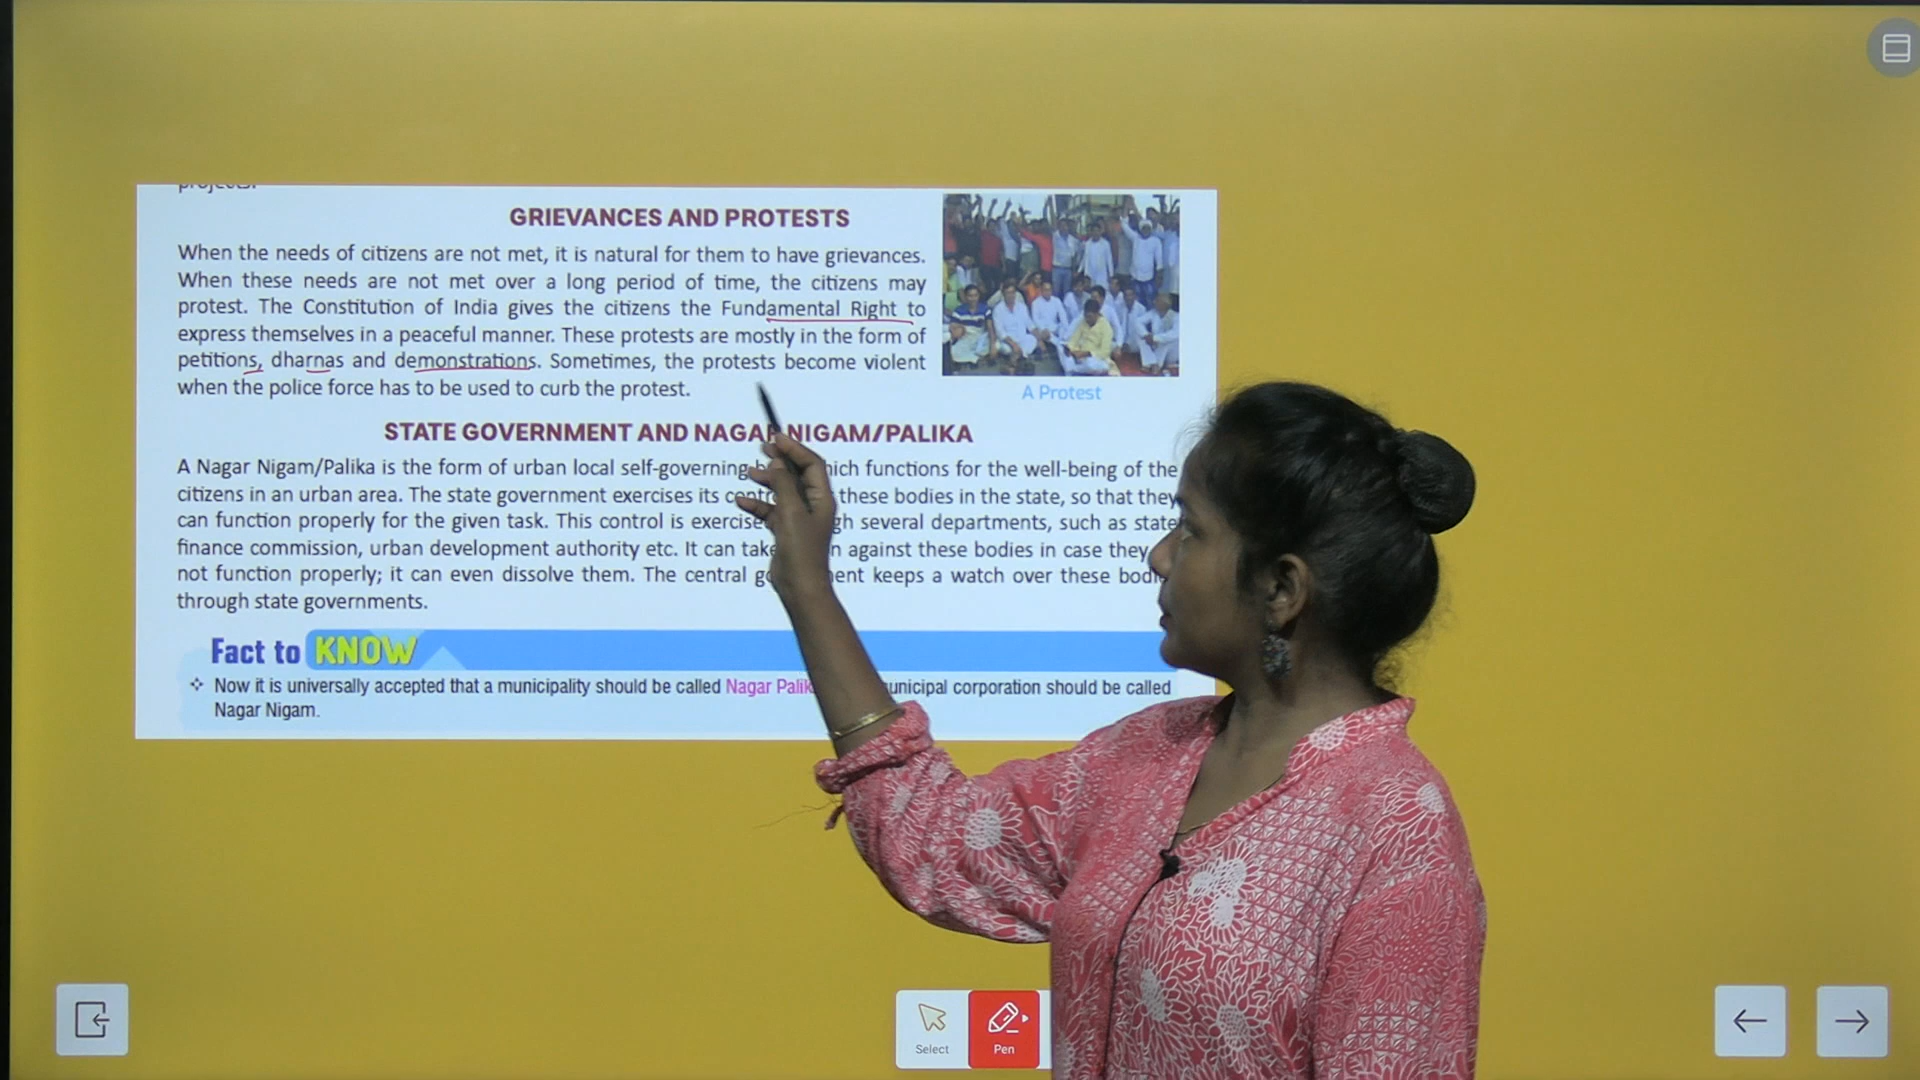 GRIEVANCES AND PROTESTS
When the needs of citizens are not met, it is natural for them to have grievances.
When these needs are not met over a long period of time, the citizens may
protest. The Constitution of India gives the citizens the Fundamental Right to
express themselves in a peaceful manner. These protests are mostly in the form of
petitions, dharnas and demonstrations. Sometimes, the protests become violent
when the police force has to be used to curb the protest.
A Protest
STATE GOVERNMENT AND NAGAR NIGAM/PALIKA
A Nagar Nigam/Palika is the form of urban local self-governing which functions for the well-being of the
citizens in an urban area. The state government exercises its these bodies in the state, so that they
can function properly for the given task. This control is several departments, such as state
finance commission, urban development authority etc. It can take against these bodies in case they
not function properly; it can even dissolve them. The central keeps a watch over these
through state governments.
Fact to KNOW
❖ Now it is universally accepted that a municipality should be called Nagar corporation should be called
Nagar Nigam.
Select
Pen